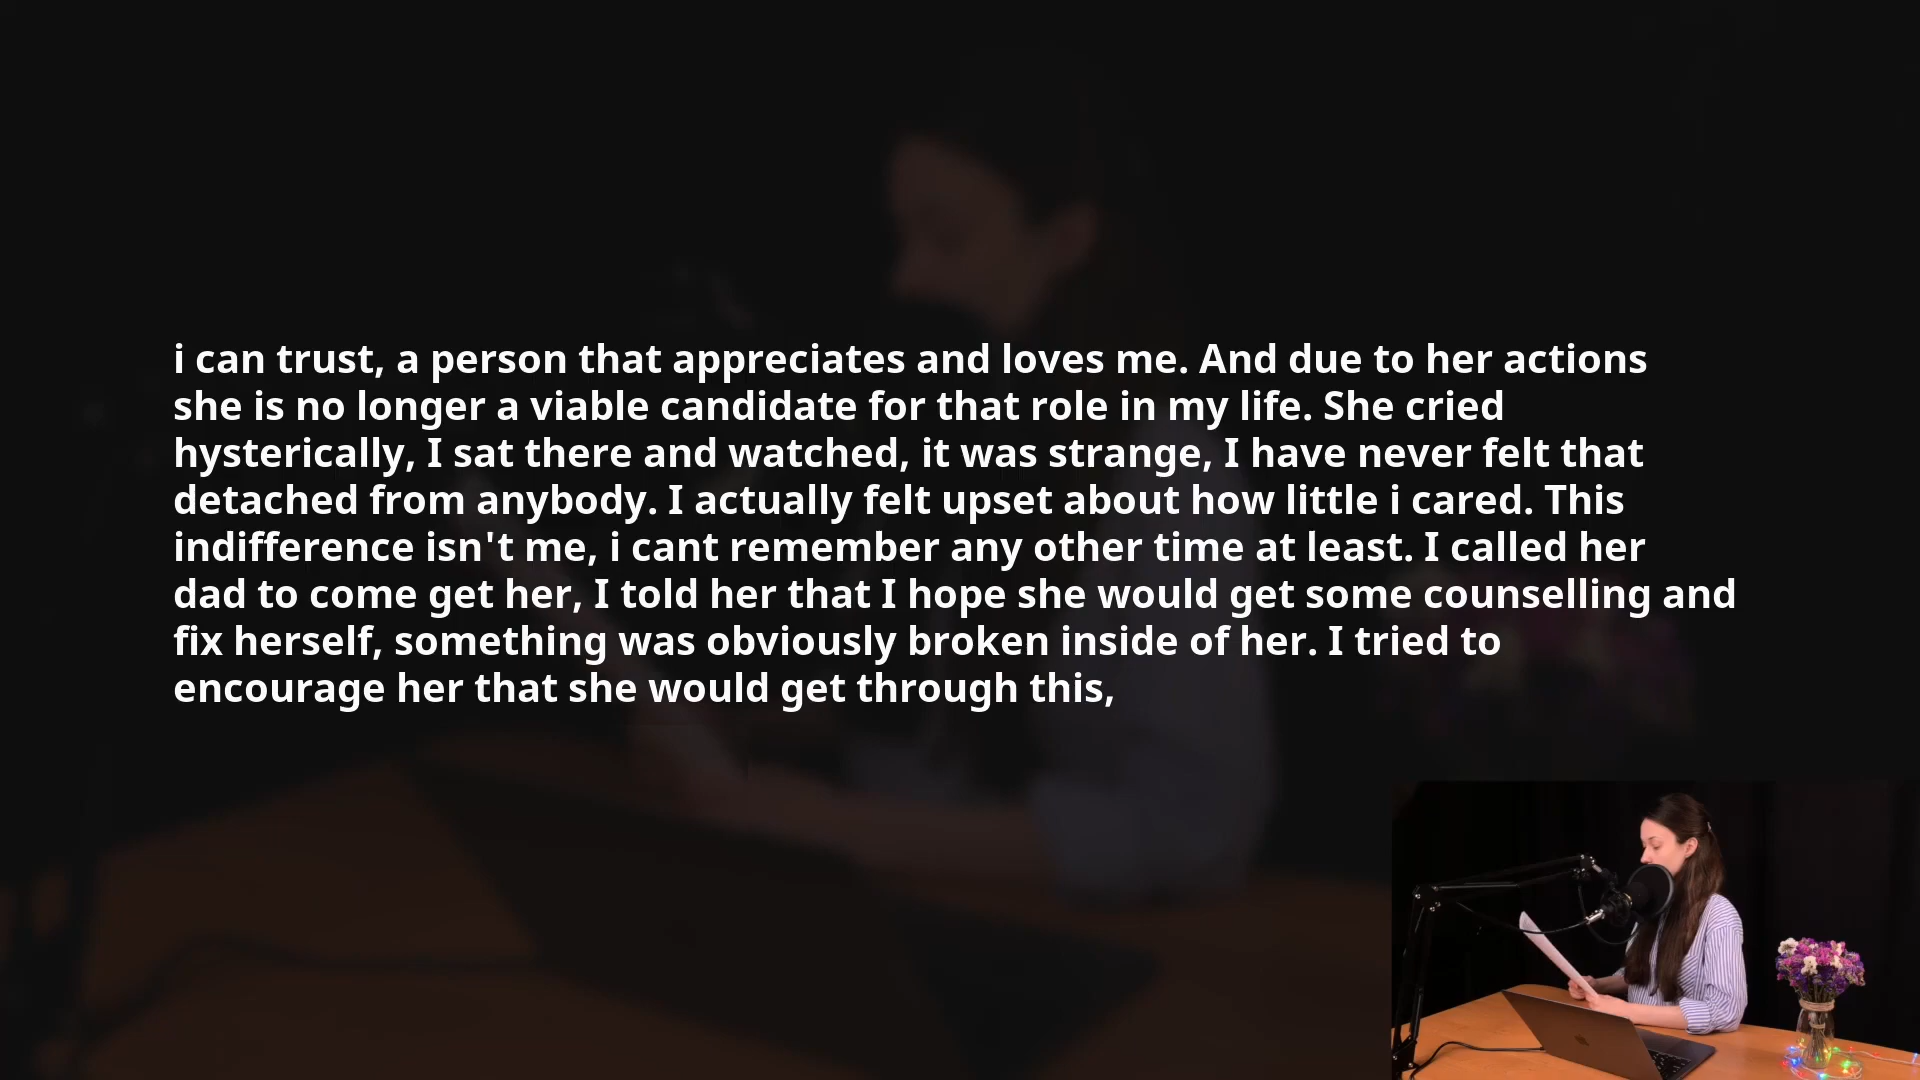 i can trust, a person that appreciates and loves me. And due to her actions
she is no longer a viable candidate for that role in my life. She cried
hysterically, I sat there and watched, it was strange, I have never felt that
detached from anybody. I actually felt upset about how little i cared. This
indifference isn't me, i cant remember any other time at least. I called her
dad to come get her, I told her that I hope she would get some counselling and
fix herself, something was obviously broken inside of her. I tried to
encourage her that she would get through this,